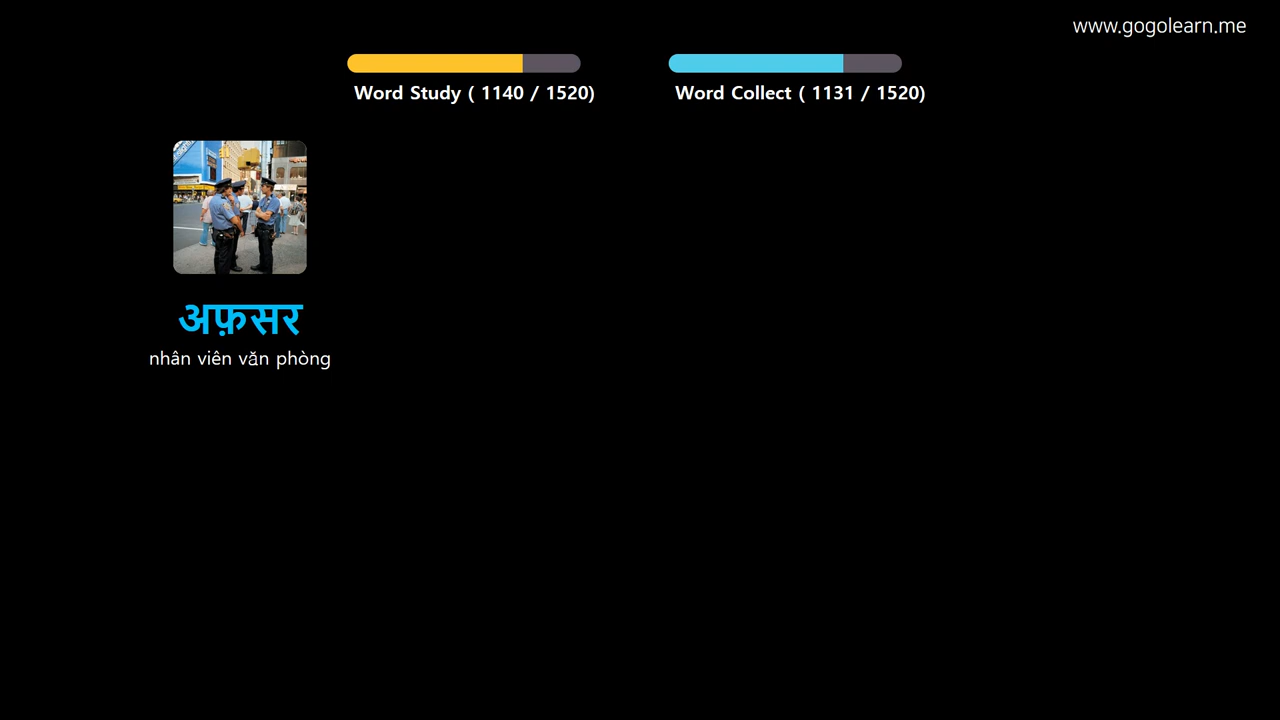 www.gogolearn.me
Word Study ( 1140 / 1520)
Word Collect ( 1131 / 1520)
अफ़सर
nhân viên văn phòng